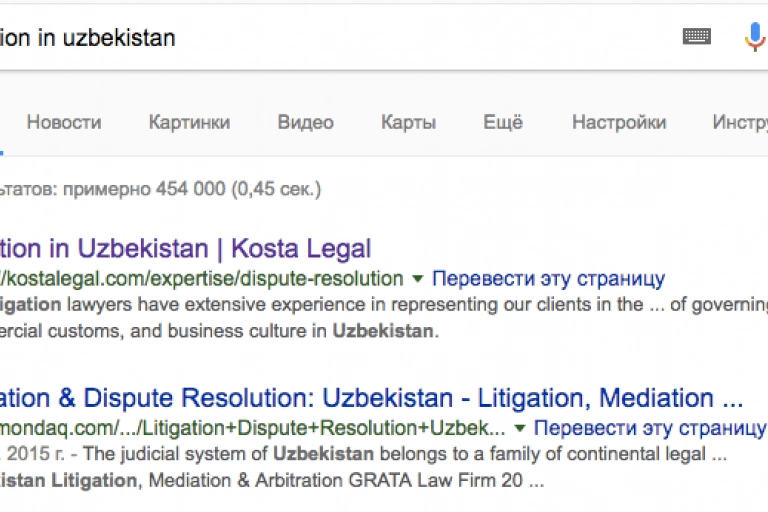 ion in uzbekistan
Новости Картинки Видео Карты Ещё Настройки Инстру
ьтатов: примерно 454 000 (0,45 сек.)
tion in Uzbekistan | Kosta Legal
//kostalegal.com/expertise/dispute-resolution ▼ Перевести эту страницу
igation lawyers have extensive experience in representing our clients in the ... of governing
ercial customs, and business culture in Uzbekistan.
ation & Dispute Resolution: Uzbekistan - Litigation, Mediation ...
mondaq.com/.../Litigation+Dispute+Resolution+Uzbek... ▼ Перевести эту страницу
. 2015 г. - The judicial system of Uzbekistan belongs to a family of continental legal ...
istan Litigation, Mediation & Arbitration GRATA Law Firm 20 ...